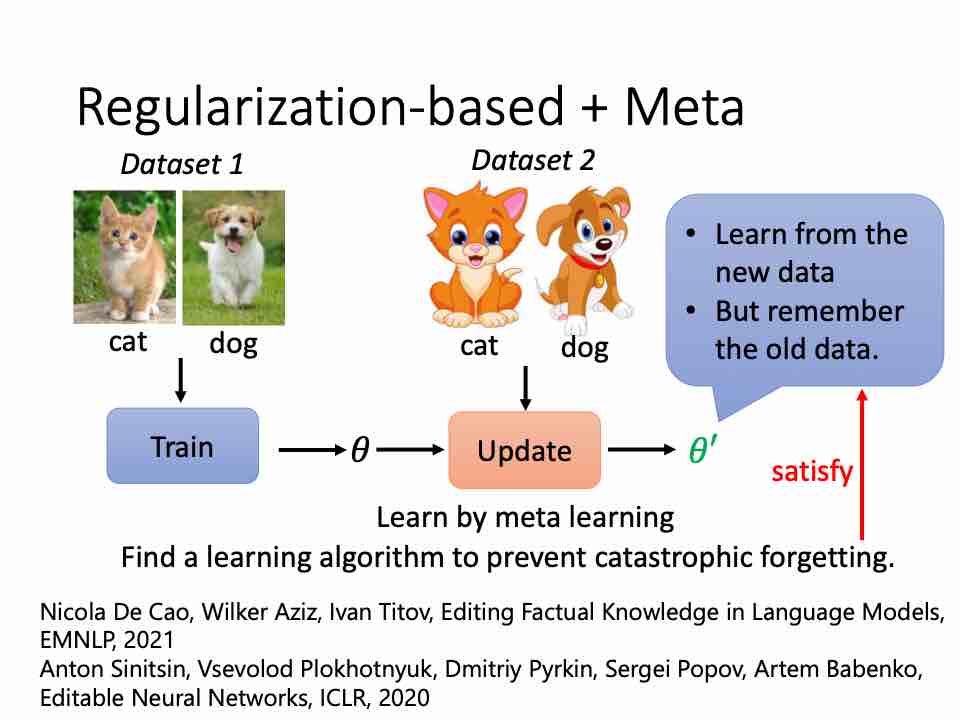 Regularization-based + Meta
Dataset 1
Dataset 2
cat
dog
cat
dog
• Learn from the
new data
• But remember
the old data.
Train
θ
Update
θ′
satisfy
Learn by meta learning
Find a learning algorithm to prevent catastrophic forgetting.
Nicola De Cao, Wilker Aziz, Ivan Titov, Editing Factual Knowledge in Language Models,
EMNLP, 2021
Anton Sinitsin, Vsevolod Plokhotnyuk, Dmitriy Pyrkin, Sergei Popov, Artem Babenko,
Editable Neural Networks, ICLR, 2020